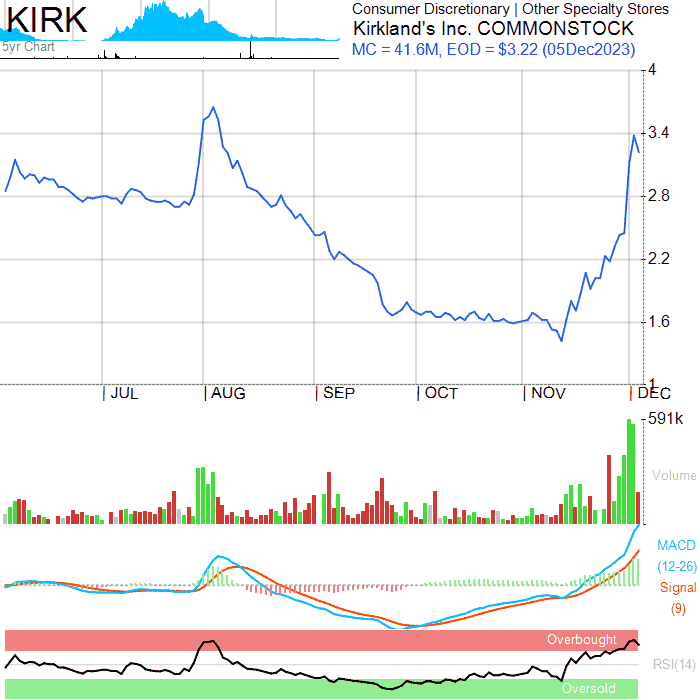 KIRK
5yr Chart
Consumer Discretionary | Other Specialty Stores
Kirkland's Inc. COMMONSTOCK
MC = 41.6M, EOD = $3.22 (05Dec2023)
4
3.4
2.8
2.2
1.6
1
JUL AUG SEP OCT NOV DEC
591k
Volume
MACD
(12-26)
Signal
(9)
Overbought
RSI(14)
Oversold